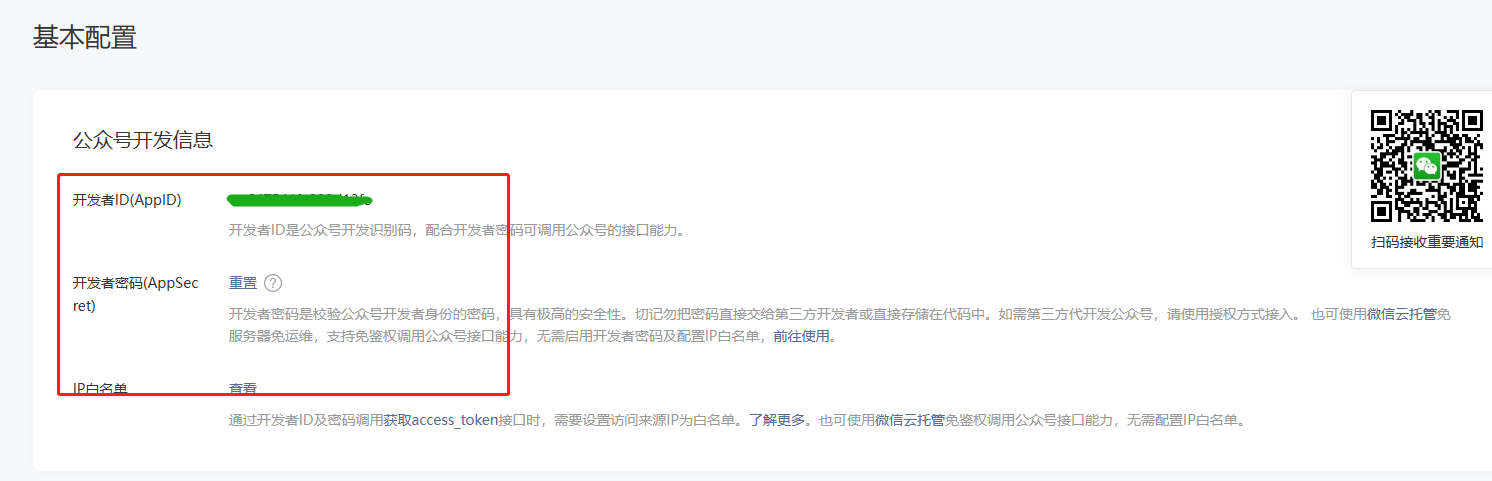 基本配置
公众号开发信息
开发者ID(AppID)
开发者ID是公众号开发识别码，配合开发者密码可调用公众号的接口能力。
开发者密码(AppSec
ret)
重置 ?
开发者密码是校验公众号开发者身份的密码，具有极高的安全性。切记勿把密码直接交给第三方开发者或直接存储在代码中。如需第三方代开发公众号，请使用授权方式接入。 也可使用微信云托管免
服务器免运维，支持免鉴权调用公众号接口能力，无需启用开发者密码及配置IP白名单，前往使用。
IP白名单
查看
通过开发者ID及密码调用获取access_token接口时，需要设置访问来源IP为白名单。了解更多。也可使用微信云托管免鉴权调用公众号接口能力，无需配置IP白名单。
扫码接收重要通知